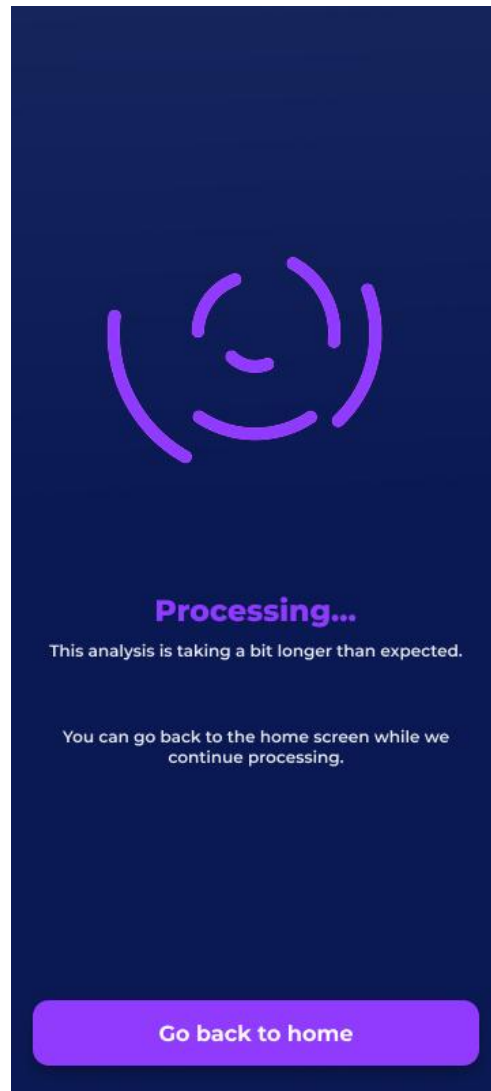 Processing...
This analysis is taking a bit longer than expected.
You can go back to the home screen while we
continue processing.
Go back to home